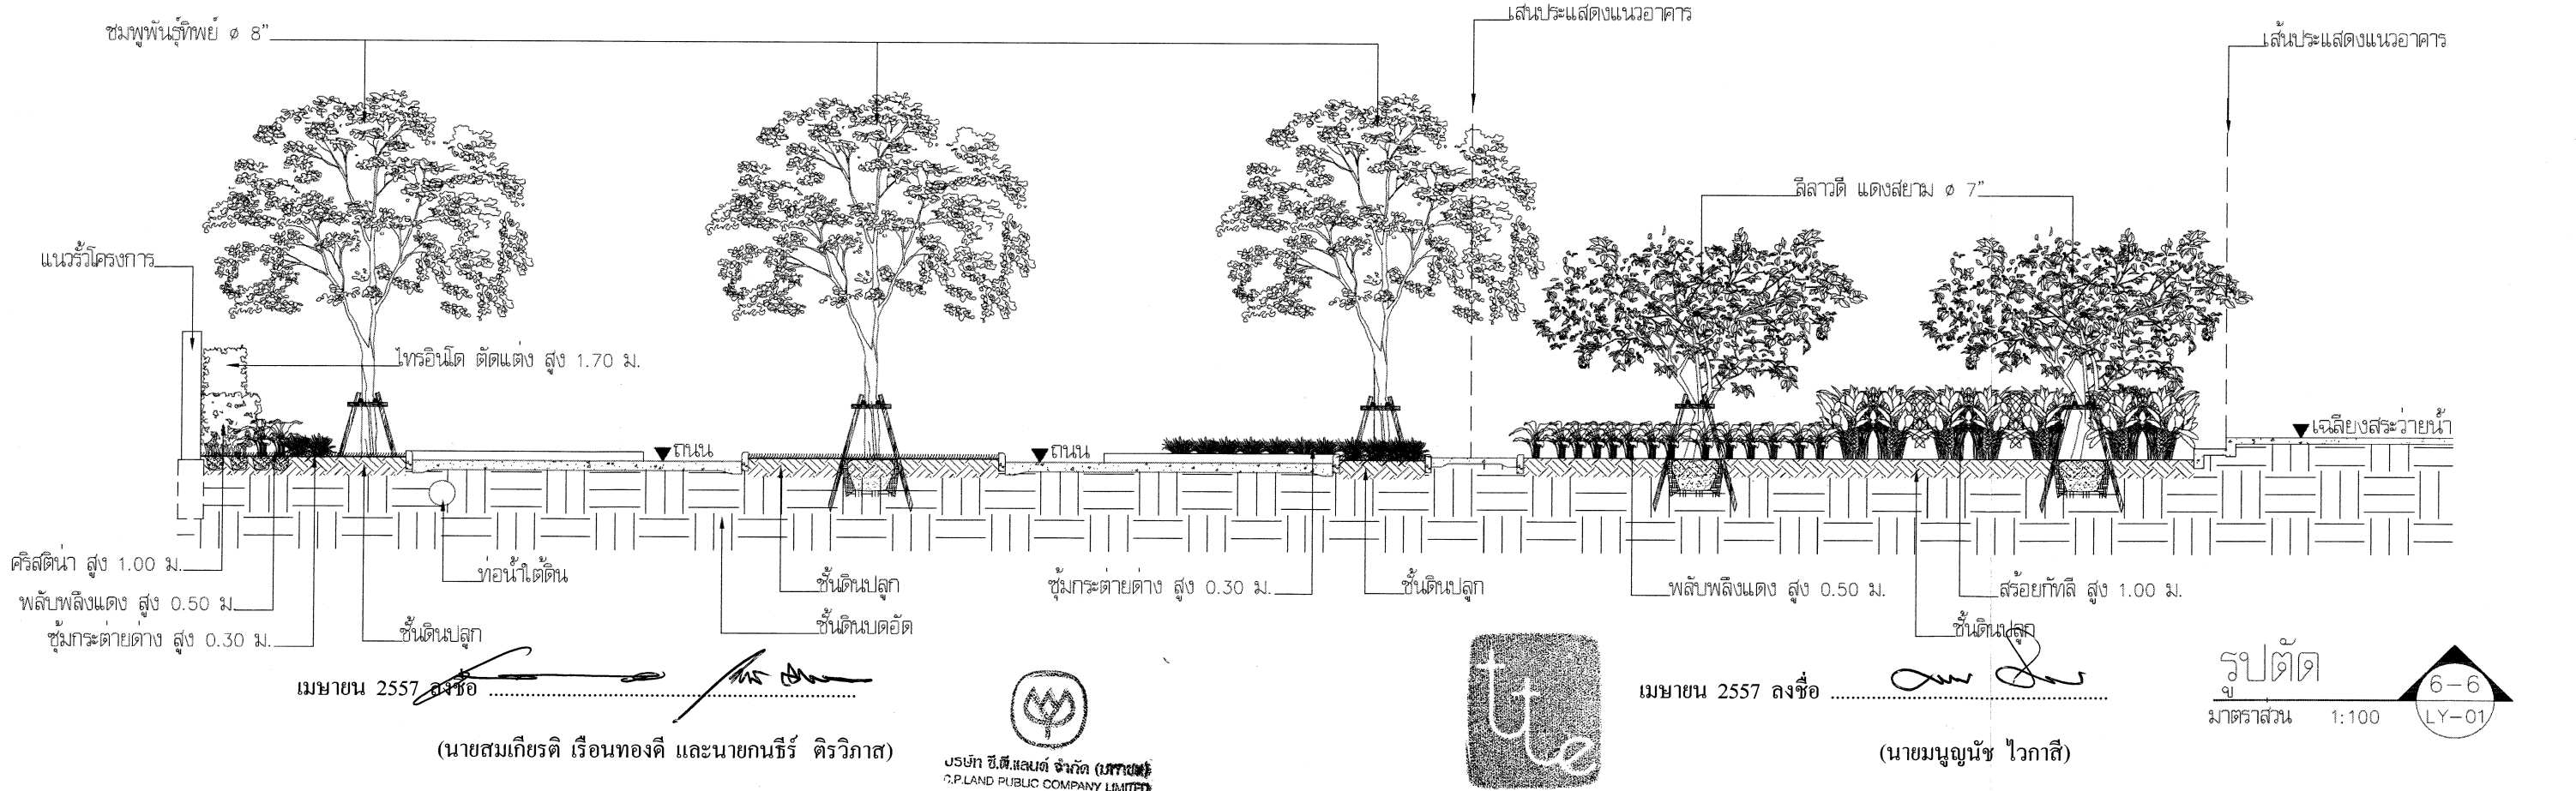 เส้นประแสดงแนวอาคาร
ชมพูพันธุ์ทิพย์ ø 8"
เส้นประแสดงแนวอาคาร
ลีลาวดี แดงสยาม ø 7"
แนวรั้วโครงการ
ไทรอินโด ตัดแต่ง สูง 1.70 ม.
เฉลียงสระว่ายน้ำ
ถนน
ถนน
คริสติน่า สูง 1.00 ม.
ท่อน้ำใต้ดิน
ชั้นดินปลูก
ซุ้มกระต่ายด่าง สูง 0.30 ม.
ชั้นดินปลูก
พลับพลึงแดง สูง 0.50 ม.
สร้อยกัทลี สูง 1.00 ม.
พลับพลึงแดง สูง 0.50 ม.
ซุ้มกระต่ายด่าง สูง 0.30 ม.
ชั้นดินปลูก
ชั้นดินบดอัด
ชั้นดินปลูก
เมษายน 2557 ลงชื่อ
(นายสมเกียรติ เรือนทองดี และนายกนธีร์ ติรวิภาส)
บริษัท ซี.พี.แลนด์ จำกัด (มหาชน)
C.P.LAND PUBLIC COMPANY LIMITED
ttle
เมษายน 2557 ลงชื่อ
(นายมนูญนัช ไวกาสี)
รูปตัด
มาตราส่วน 1:100
6-6
LY-01